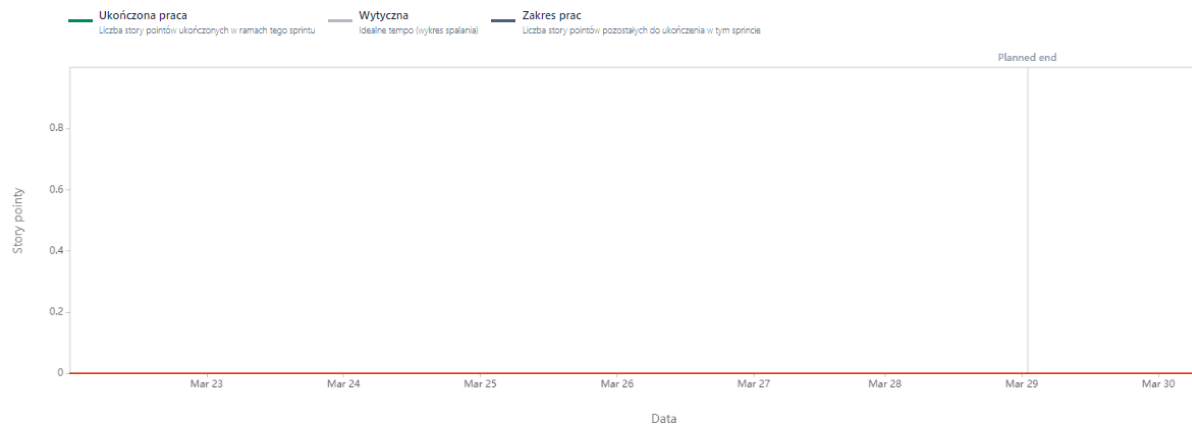 Ukończona praca
Liczba story pointów ukończonych w ramach tego sprintu
Wytyczna
Idealne tempo (wykres spalania)
Zakres prac
Liczba story pointów pozostałych do ukończenia w tym sprincie
Planned end
0.8
0.6
0.4
0.2
0
Story pointy
Mar 23
Mar 24
Mar 25
Mar 26
Mar 27
Mar 28
Mar 29
Mar 30
Data